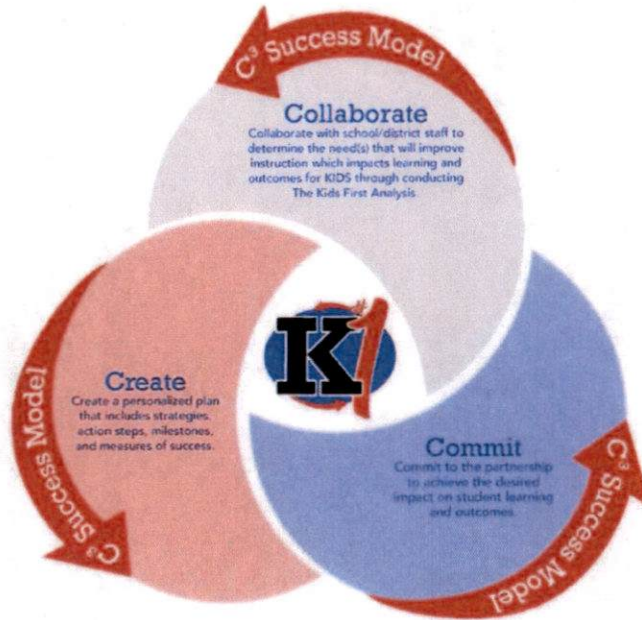 C³ Success Model
Collaborate
Collaborate with school/district staff to
determine the need(s) that will improve
instruction which impacts learning and
outcomes for KIDS through conducting
The Kids First Analysis
K1
Create
Create a personalized plan
that includes strategies,
action steps, milestones,
and measures of success.
C³ Success Model
Commit
Commit to the partnership
to achieve the desired
impact on student learning
and outcomes.
C³ Success Model